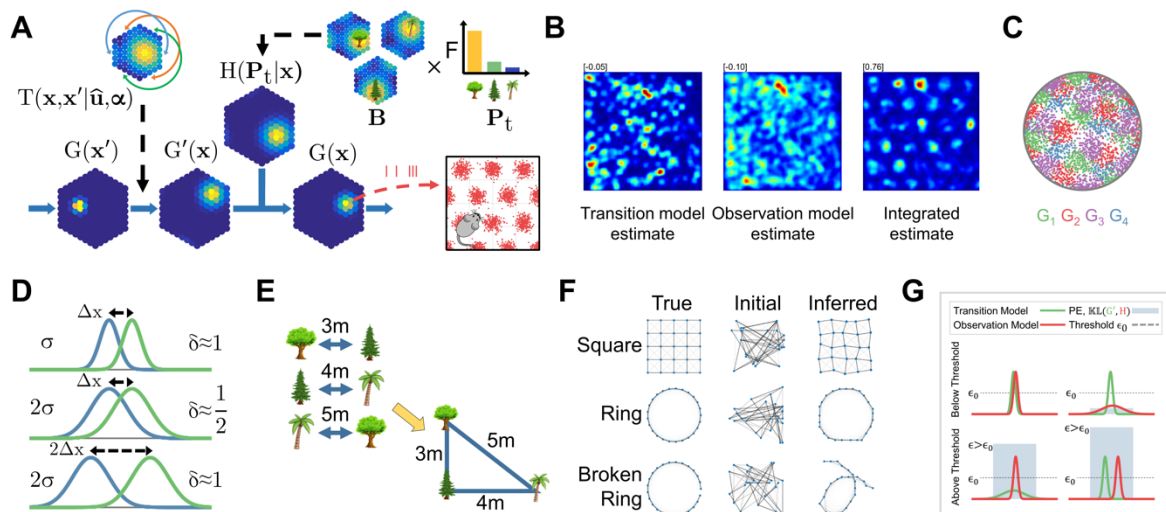 A
T(x,x′|û,α)
H(P_t|x)
B
×
F
P_t
G(x′)
G′(x)
G(x)
B
[-0.05]
[-0.10]
[0.76]
Transition model
estimate
Observation model
estimate
Integrated
estimate
C
G₁ G₂ G₃ G₄
D
Δx
σ
δ≈1
Δx
2σ
δ≈1/2
2Δx
2σ
δ≈1
E
3m
4m
5m
3m
5m
4m
F
True
Initial
Inferred
Square
Ring
Broken
Ring
G
Transition Model
PE, 𝕂𝕃(G′, H)
Observation Model
Threshold ε₀
Below Threshold
ε₀
ε₀
Above Threshold
ε>ε₀
ε₀
ε>ε₀
ε₀